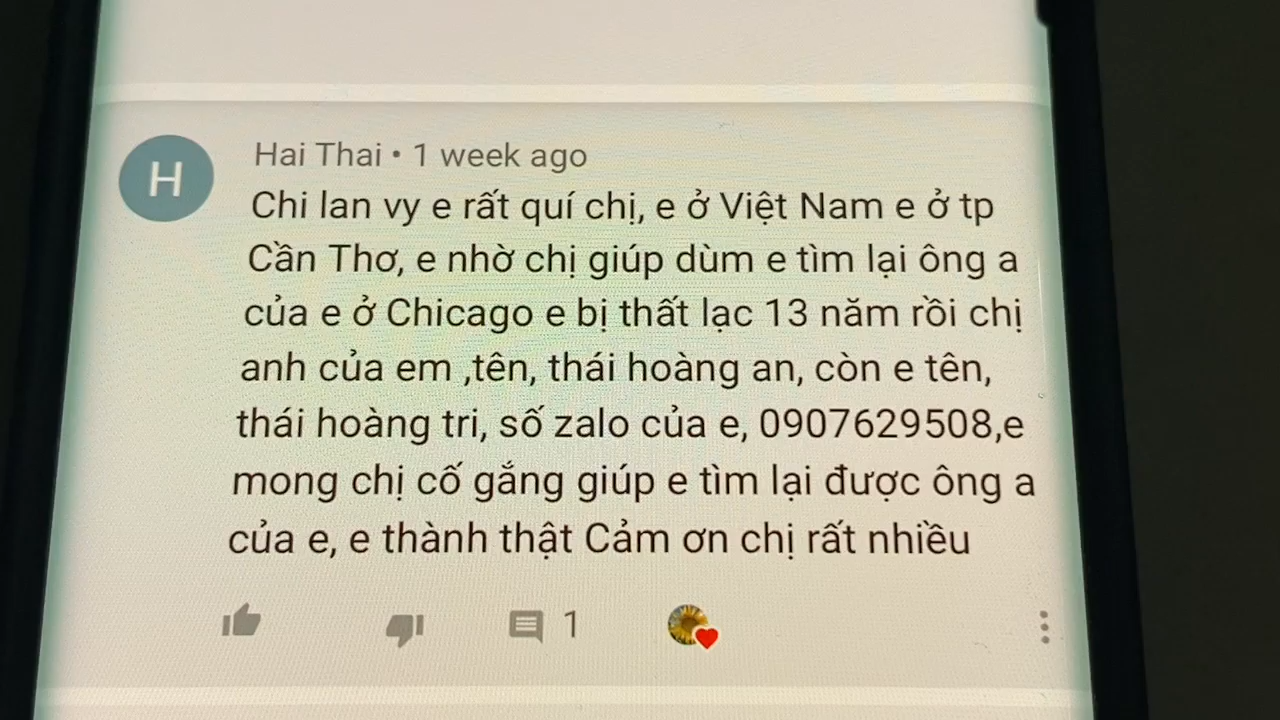 H
Hai Thai • 1 week ago
Chi lan vy e rất quí chị, e ở Việt Nam e ở tp
Cần Thơ, e nhờ chị giúp dùm e tìm lại ông a
của e ở Chicago e bị thất lạc 13 năm rồi chị
anh của em ,tên, thái hoàng an, còn e tên,
thái hoàng tri, số zalo của e, 0907629508,e
mong chị cố gắng giúp e tìm lại được ông a
của e, e thành thật Cảm ơn chị rất nhiều
1